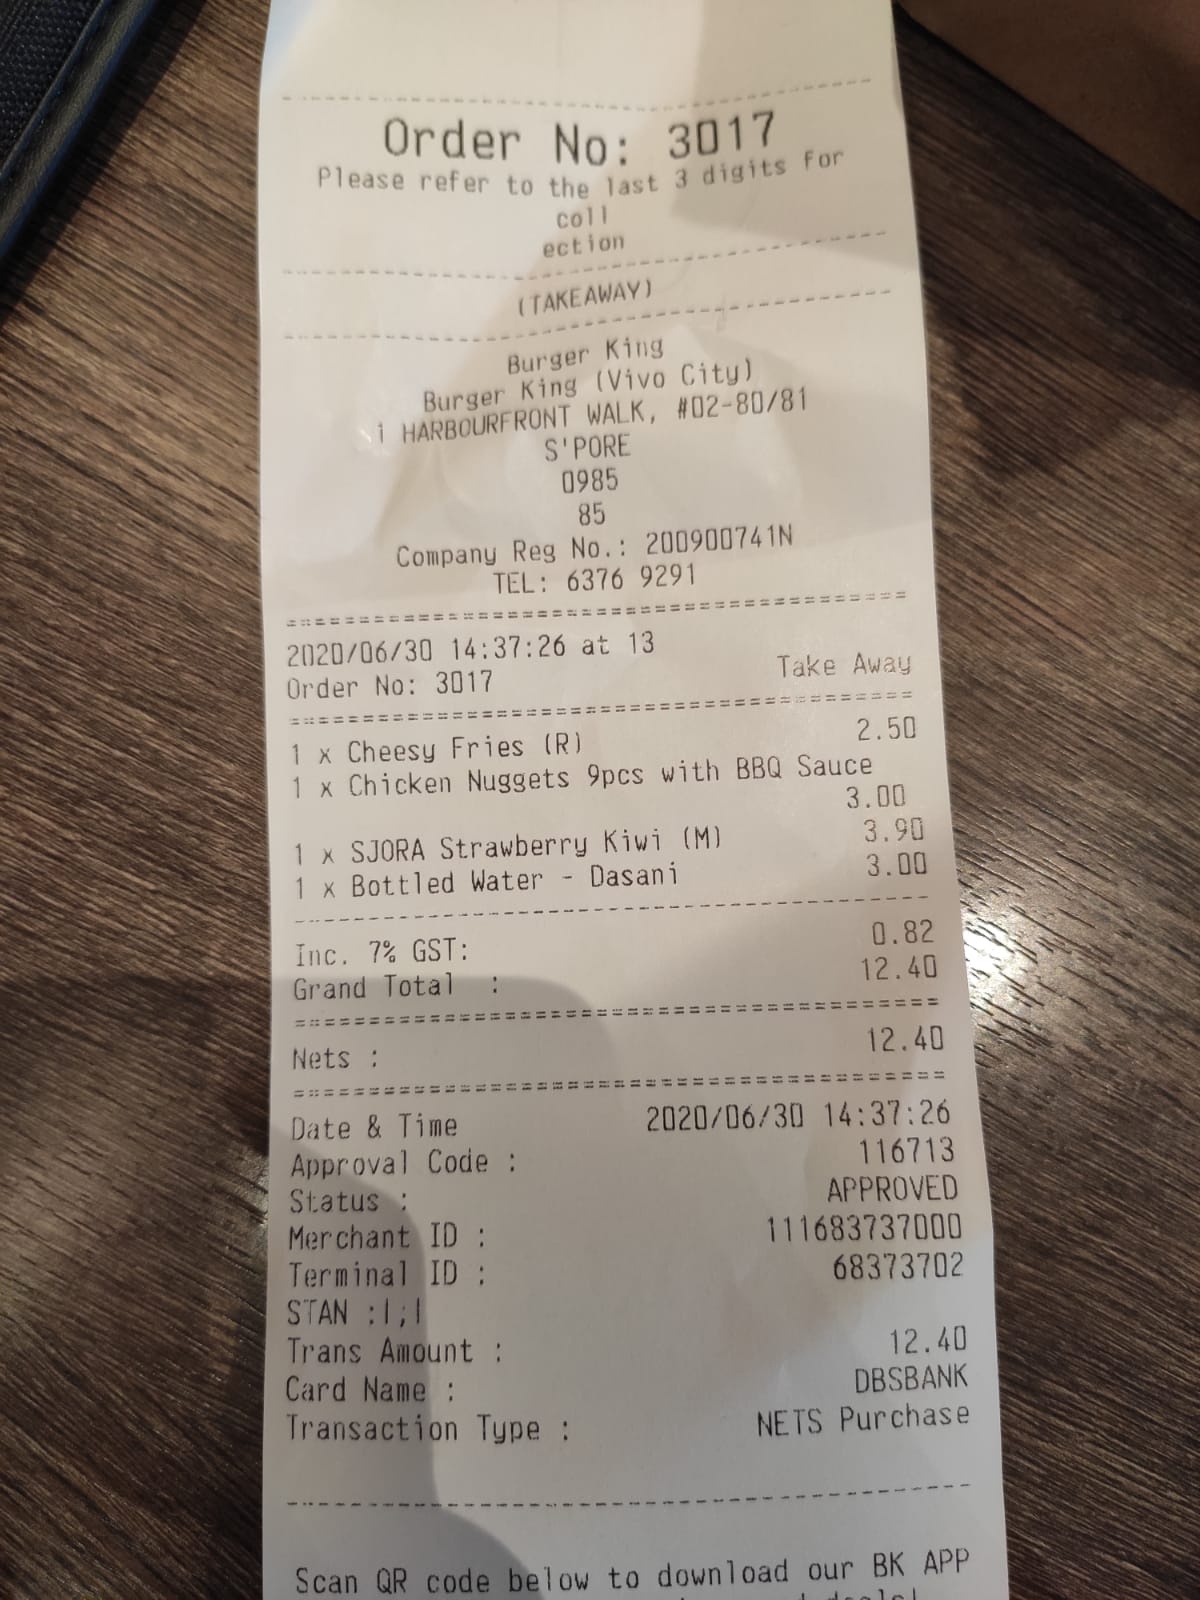 Order No: 3017
Please refer to the last 3 digits for
coll
ection
(TAKEAWAY)
Burger King
Burger King (Vivo City)
1 HARBOURFRONT WALK, #02-80/81
S'PORE
0985
85
Company Reg No.: 200900741N
TEL: 6376 9291
2020/06/30 14:37:26 at 13
Order No: 3017 Take Away
1 x Cheesy Fries (R) 2.50
1 x Chicken Nuggets 9pcs with BBQ Sauce
3.00
1 x SJORA Strawberry Kiwi (M) 3.90
1 x Bottled Water - Dasani 3.00
Inc. 7% GST: 0.82
Grand Total : 12.40
Nets : 12.40
Date & Time 2020/06/30 14:37:26
Approval Code : 116713
Status : APPROVED
Merchant ID : 111683737000
Terminal ID : 68373702
STAN :|;|
Trans Amount : 12.40
Card Name : DBSBANK
Transaction Type : NETS Purchase
Scan QR code below to download our BK APP